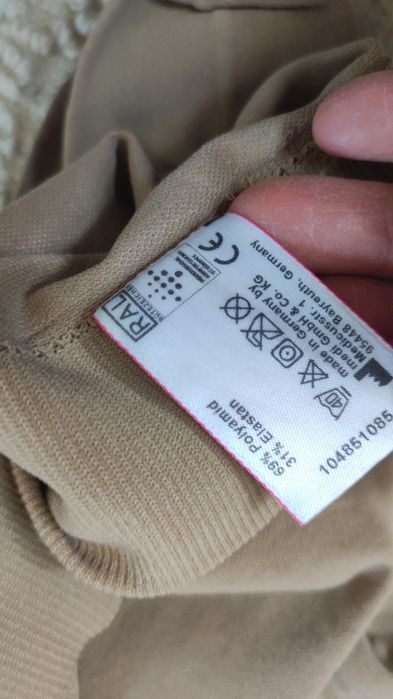 104851085
69% Polyamid
31% Elastan
40
made in Germany by
medi GmbH & Co. KG
Medicusstr. 1
95448 Bayreuth, Germany
CE
RAL
GÜTEZEICHEN